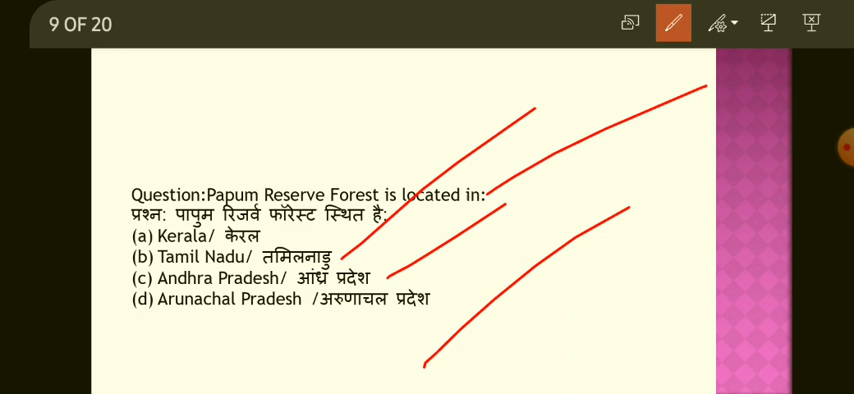 9 OF 20
Question:Papum Reserve Forest is located in:
प्रश्न: पापुम रिजर्व फॉरेस्ट स्थित है:
(a) Kerala/ केरल
(b) Tamil Nadu/ तमिलनाडु
(c) Andhra Pradesh/ आंध्र प्रदेश
(d) Arunachal Pradesh /अरुणाचल प्रदेश